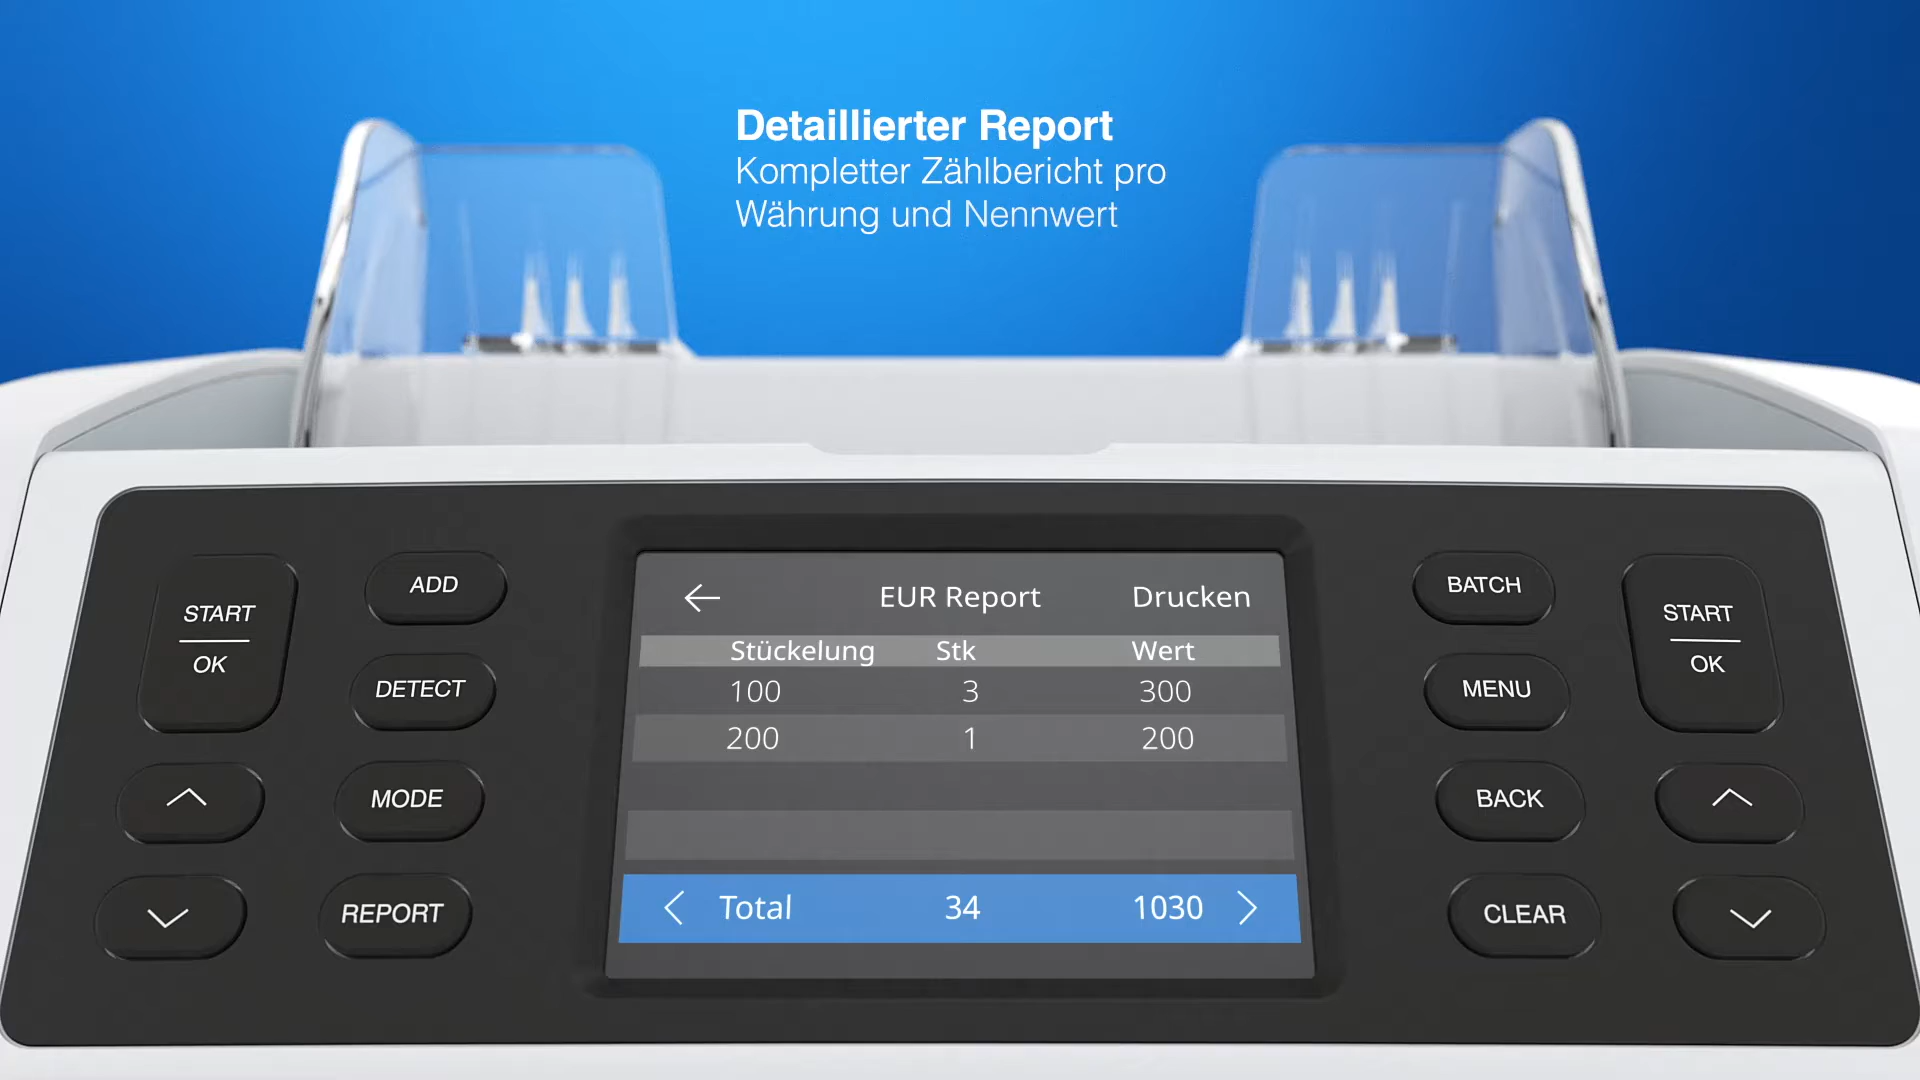 Detaillierter Report
Kompletter Zählbericht pro
Währung und Nennwert
START
OK
ADD
DETECT
MODE
REPORT
EUR Report Drucken
Stückelung Stk Wert
100 3 300
200 1 200
Total 34 1030
BATCH
MENU
BACK
CLEAR
START
OK